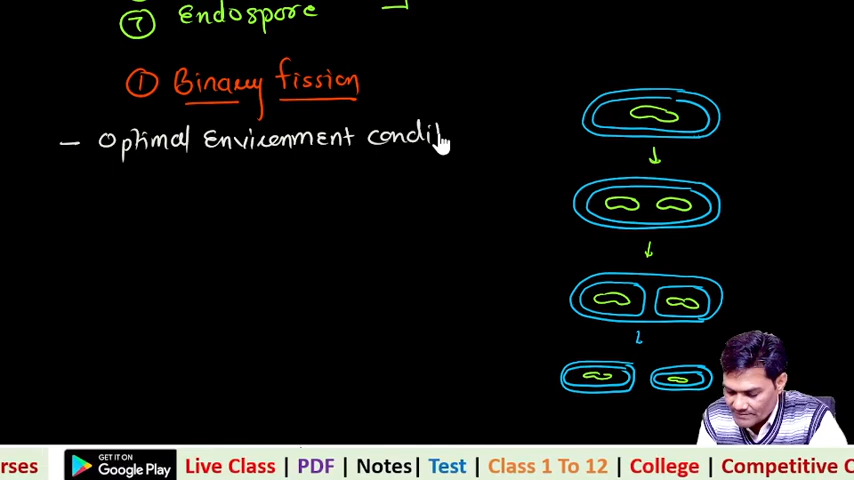 ⑦ Endospore
① Binary fission
- Optimal Environment condi
rses | GET IT ON Google Play | Live Class | PDF | Notes | Test | Class 1 To 12 | College | Competitive C